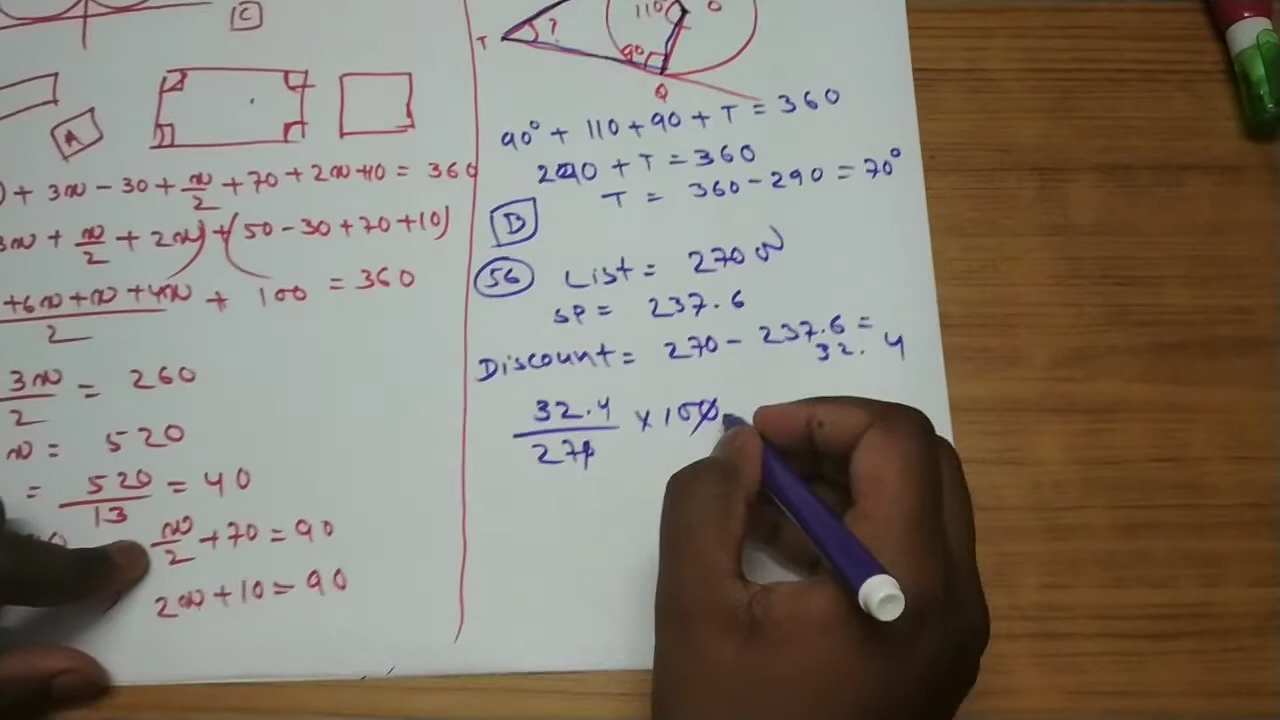 C
A
) + 3x - 30 + x/2 + 70 + 2x + 10 = 360
3x + x/2 + 2x) + (50 - 30 + 70 + 10)
+ 6x + x + 4x / 2 + 100 = 360
3x / 2 = 260
x = 520
= 520 / 13 = 40
x/2 + 70 = 90
2x + 10 = 90
T ? 110 O
90
Q
90° + 110 + 90 + T = 360
290 + T = 360
T = 360 - 290 = 70°
B
56 List = 270 N
SP = 237.6
Discount = 270 - 237.6 =
32.4
32.4 / 270 × 100